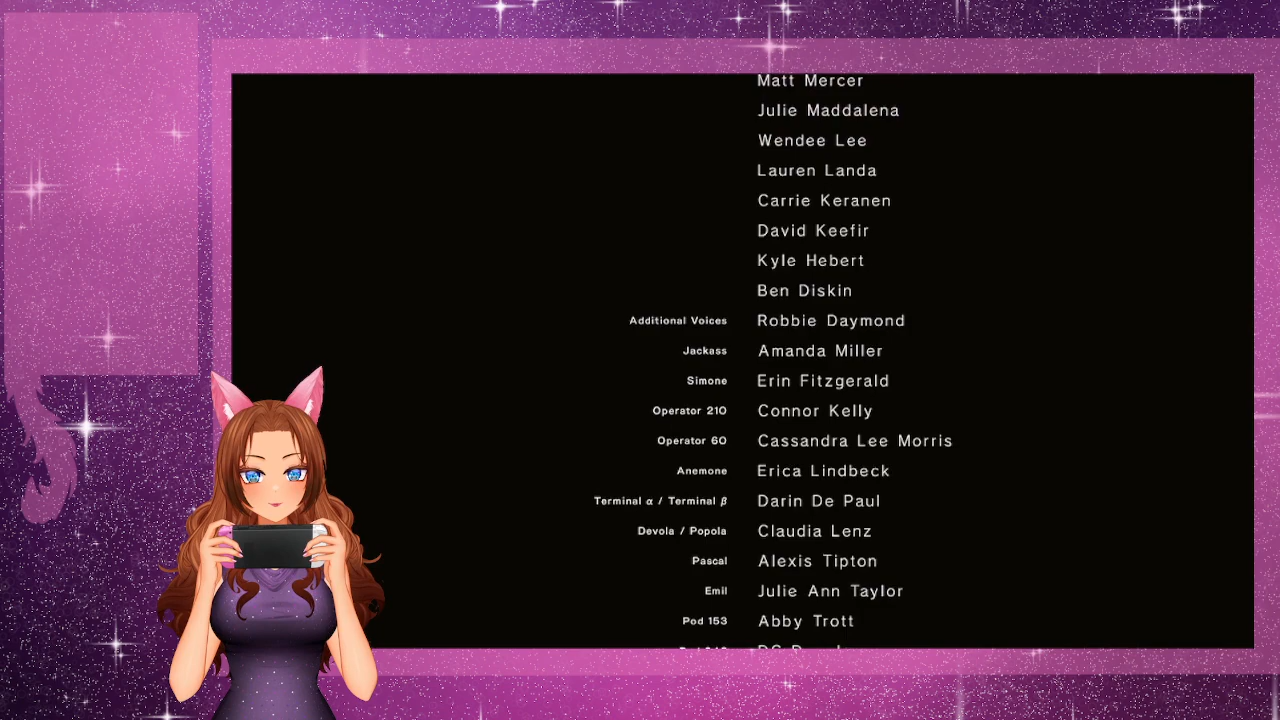 Matt Mercer
Julie Maddalena
Wendee Lee
Lauren Landa
Carrie Keranen
David Keefir
Kyle Hebert
Ben Diskin
Additional Voices Robbie Daymond
Jackass Amanda Miller
Simone Erin Fitzgerald
Operator 210 Connor Kelly
Operator 60 Cassandra Lee Morris
Anemone Erica Lindbeck
Terminal α / Terminal β Darin De Paul
Devola / Popola Claudia Lenz
Pascal Alexis Tipton
Emil Julie Ann Taylor
Pod 153 Abby Trott